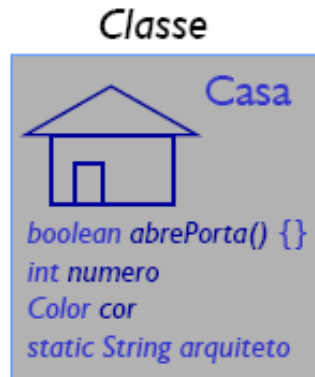 Classe
Casa
boolean abrePorta() {}
int numero
Color cor
static String arquiteto